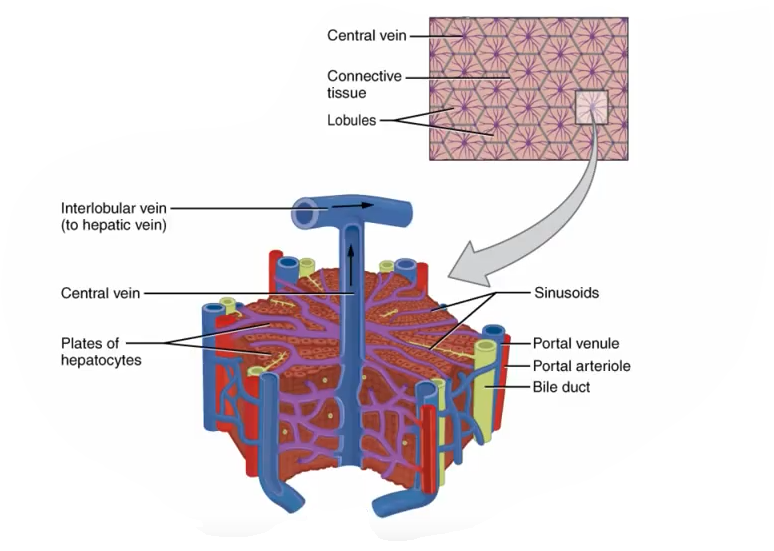 Central vein
Connective
tissue
Lobules
Interlobular vein
(to hepatic vein)
Central vein
Sinusoids
Plates of
hepatocytes
Portal venule
Portal arteriole
Bile duct